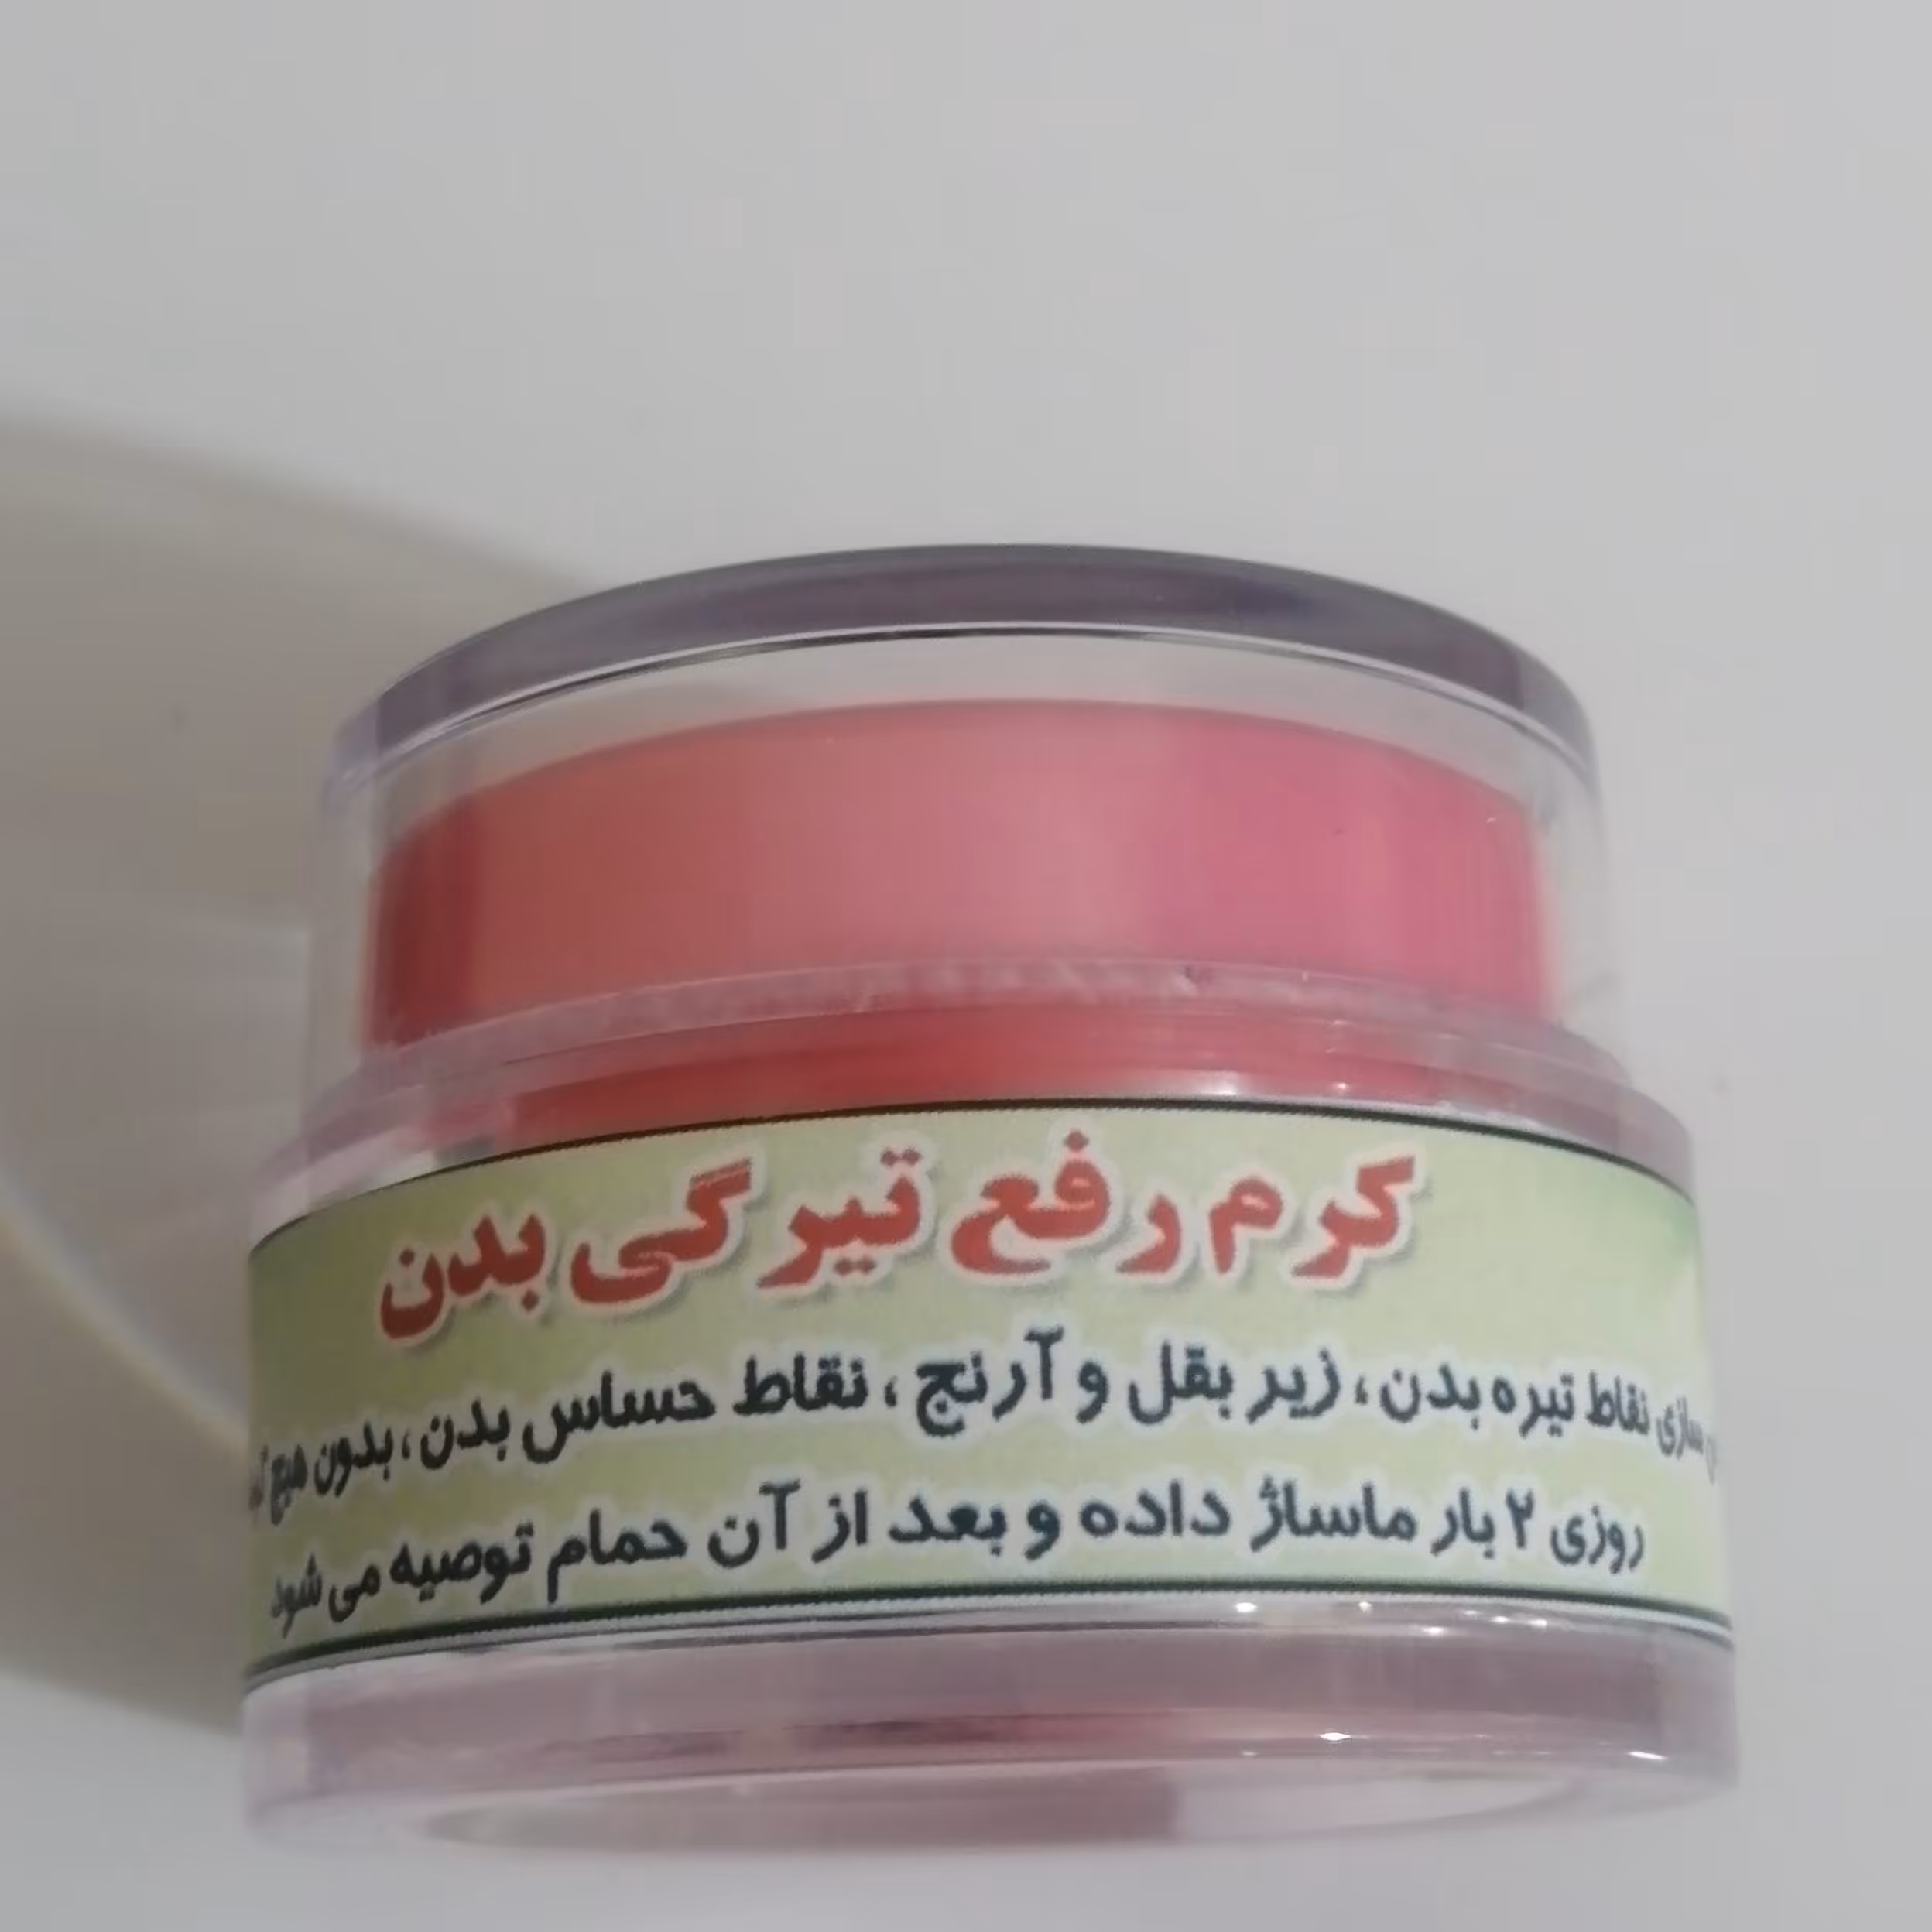 کرم رفع تیرگی بدن
سازی نقاط تیره بدن، زیر بقل و آرنج ، نقاط حساس بدن، بدون هیچ
روزی ۲ بار ماساژ داده و بعد از آن حمام توصیه می شود